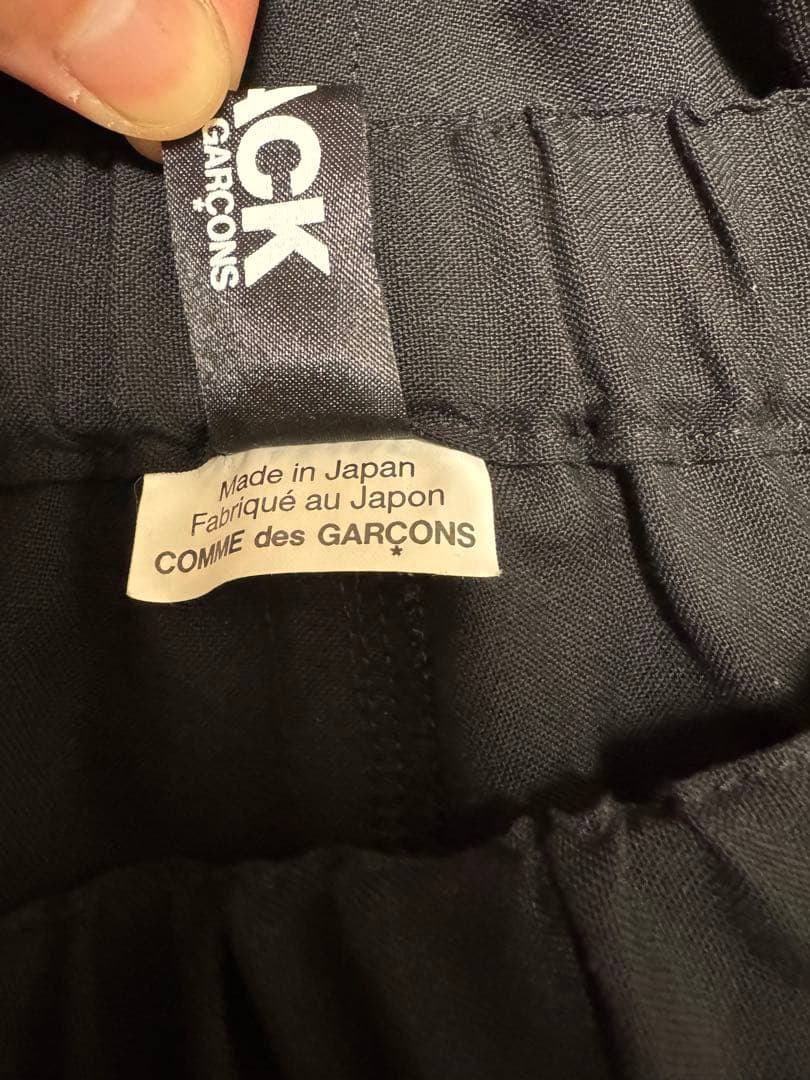 ACK
GARÇONS
Made in Japan
Fabriqué au Japon
COMME des GARÇONS
*